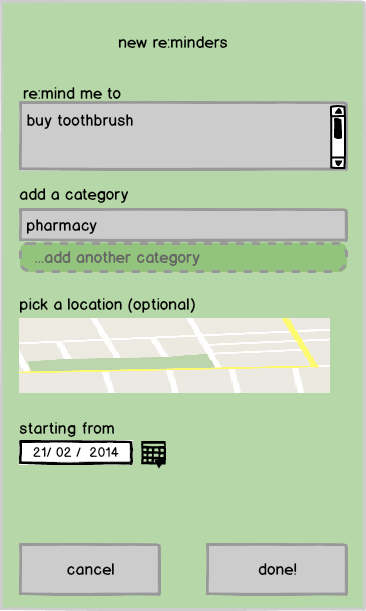 new re:minders
re:mind me to
buy toothbrush
add a category
pharmacy
...add another category
pick a location (optional)
starting from
21/ 02 / 2014
cancel
done!